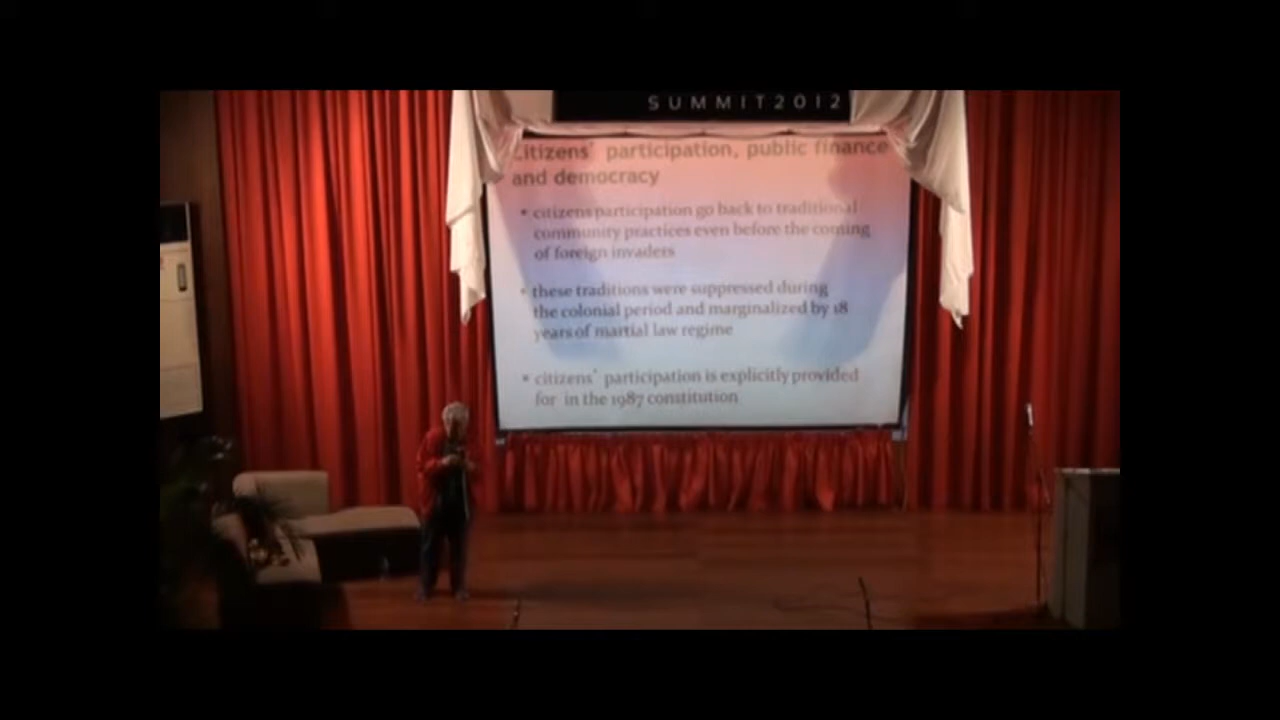 SUMMIT2012
Citizens' participation, public finance
and democracy
• citizens participation go back to traditional
community practices even before the coming
of foreign invaders
• these traditions were suppressed during
the colonial period and marginalized by 18
years of martial law regime
• citizens' participation is explicitly provided
for in the 1987 constitution